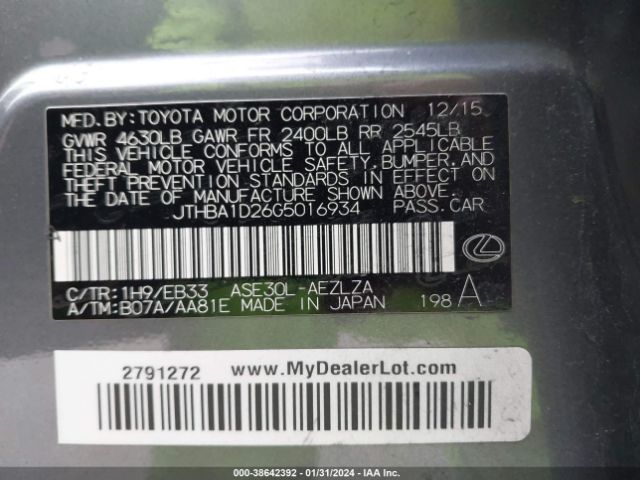 MFD.BY:TOYOTA MOTOR CORPORATION 12/15
GVWR 4630LB GAWR FR 2400LB RR 2545LB
THIS VEHICLE CONFORMS TO ALL APPLICABLE
FEDERAL MOTOR VEHICLE SAFETY, BUMPER, AND
THEFT PREVENTION STANDARDS IN EFFECT ON
THE DATE OF MANUFACTURE SHOWN ABOVE.
JTHBA1D26G5016934 PASS.CAR
C/TR:1H9/EB33 ASE30L-AEZLZA
A/TM:B07A/AA81E MADE IN JAPAN 198 A
2791272 www.MyDealerLot.com
000-38642392 - 01/31/2024 - IAA Holdings, LLC.